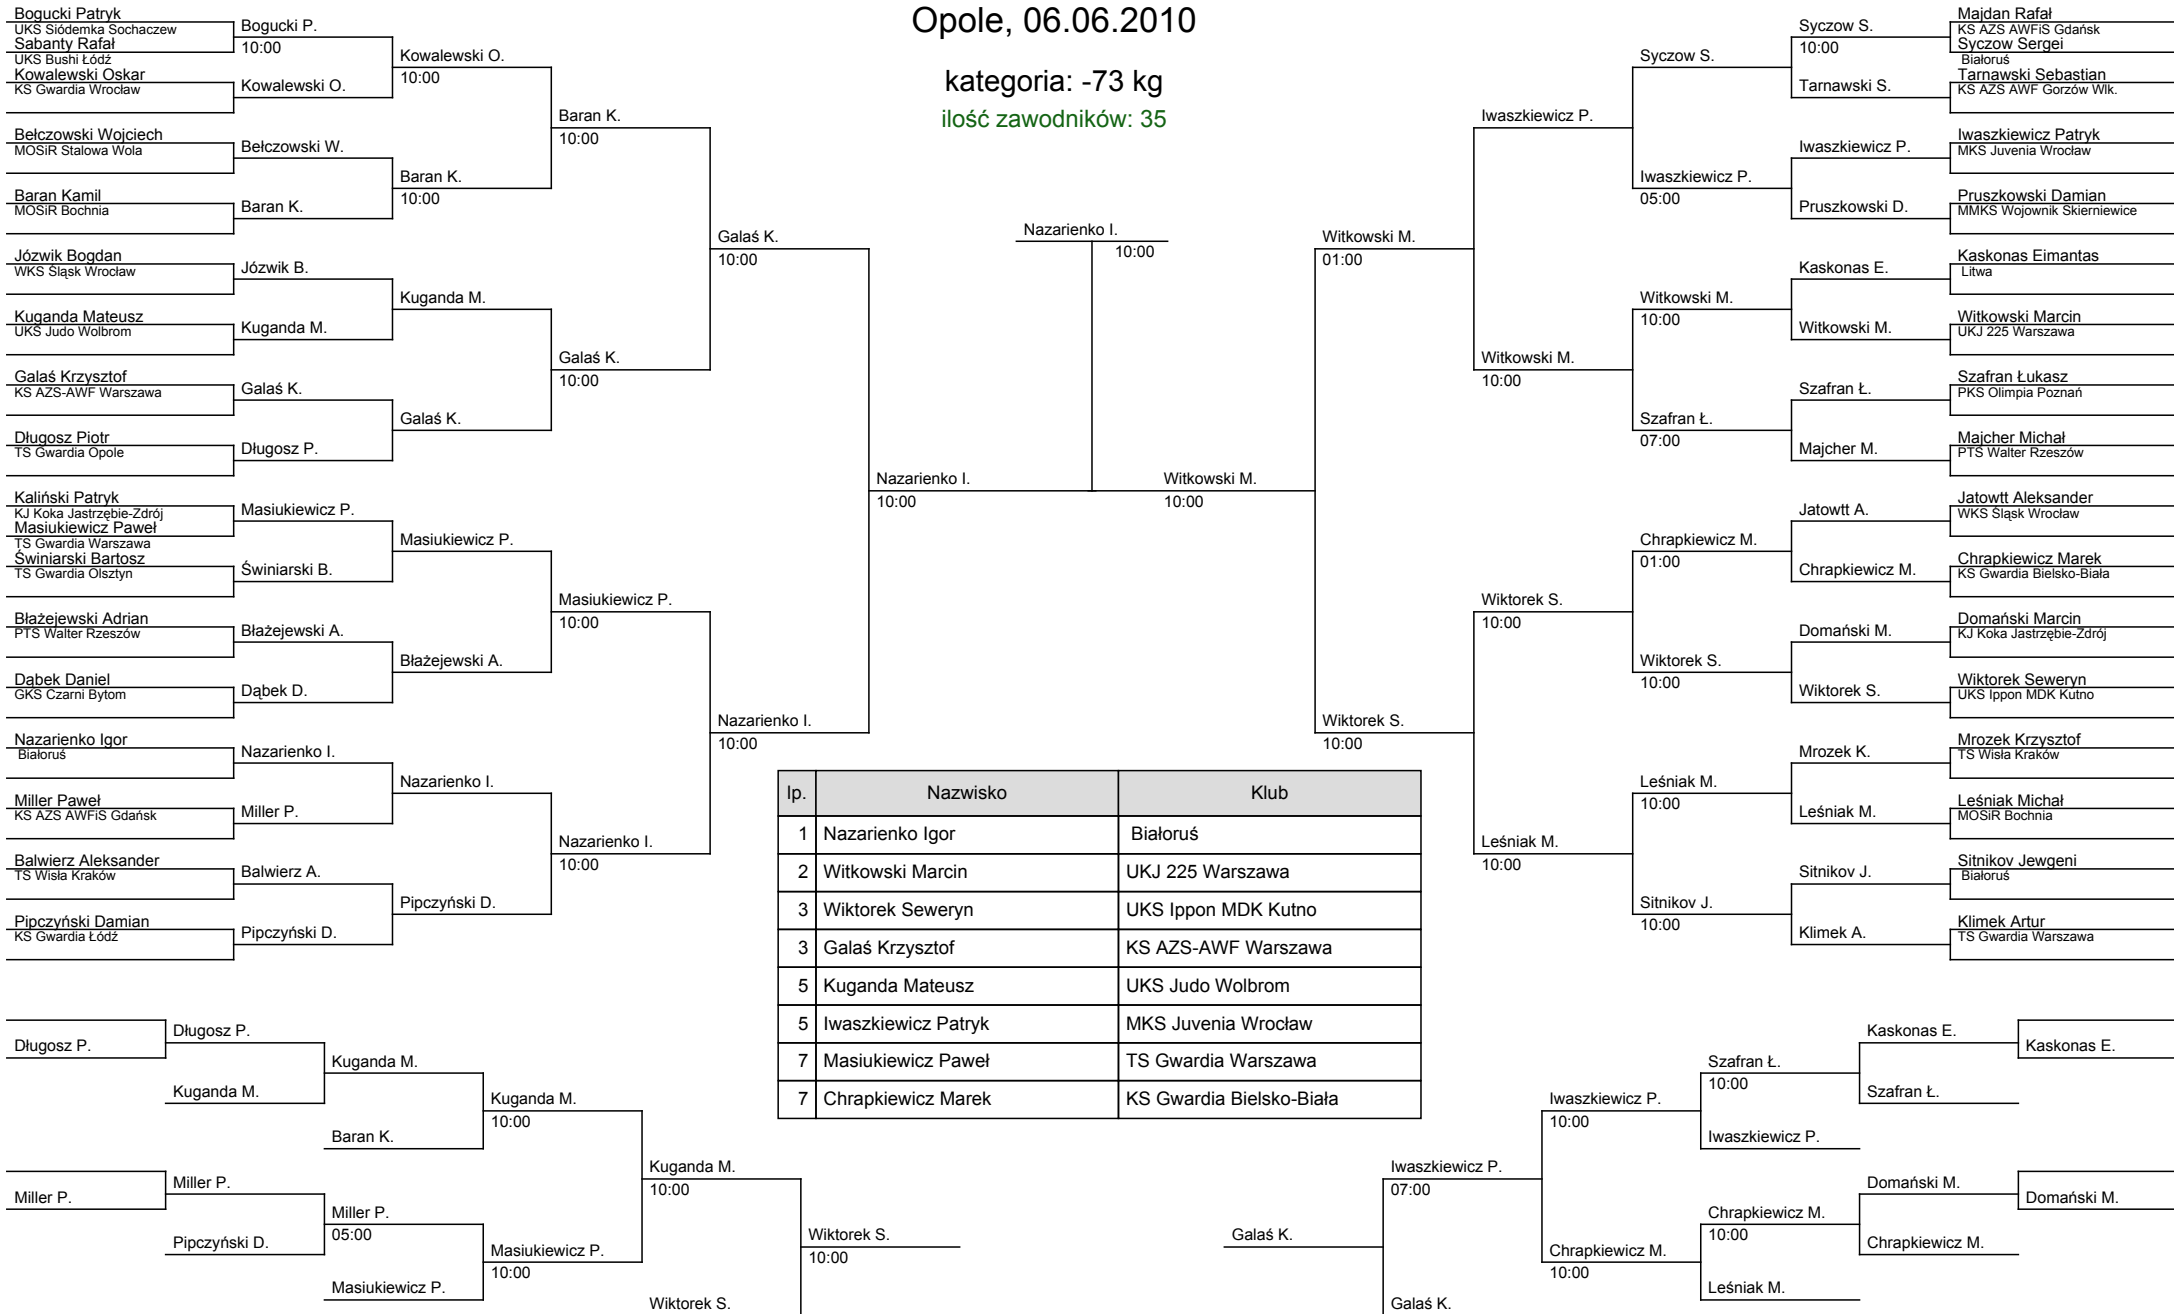 Opole, 06.06.2010
kategoria: -73 kg
ilość zawodników: 35
Bogucki Patryk
UKS Siódemka Sochaczew
Sabanty Rafał
UKS Bushi Łódź
Kowalewski Oskar
KS Gwardia Wrocław
Bełczowski Wojciech
MOSiR Stalowa Wola
Baran Kamil
MOSiR Bochnia
Józwik Bogdan
WKS Śląsk Wrocław
Kuganda Mateusz
UKS Judo Wolbrom
Galaś Krzysztof
KS AZS-AWF Warszawa
Długosz Piotr
TS Gwardia Opole
Kaliński Patryk
KJ Koka Jastrzębie-Zdrój
Masiukiewicz Paweł
TS Gwardia Warszawa
Świniarski Bartosz
TS Gwardia Olsztyn
Błażejewski Adrian
PTS Walter Rzeszów
Dąbek Daniel
GKS Czarni Bytom
Nazarienko Igor
Białoruś
Miller Paweł
KS AZS AWFiS Gdańsk
Balwierz Aleksander
TS Wisła Kraków
Pipczyński Damian
KS Gwardia Łódź
Bogucki P.
10:00
Kowalewski O.
Bełczowski W.
Baran K.
Józwik B.
Kuganda M.
Galaś K.
Długosz P.
Masiukiewicz P.
Świniarski B.
Błażejewski A.
Dąbek D.
Nazarienko I.
Miller P.
Balwierz A.
Pipczyński D.
Kowalewski O.
10:00
Baran K.
10:00
Kuganda M.
Galaś K.
Masiukiewicz P.
Błażejewski A.
Nazarienko I.
Pipczyński D.
Baran K.
10:00
Galaś K.
10:00
Masiukiewicz P.
10:00
Nazarienko I.
10:00
Galaś K.
10:00
Nazarienko I.
10:00
Nazarienko I.
10:00
Nazarienko I.
10:00
Witkowski M.
10:00
Witkowski M.
01:00
Wiktorek S.
10:00
Iwaszkiewicz P.
Witkowski M.
10:00
Wiktorek S.
10:00
Leśniak M.
10:00
Syczow S.
Iwaszkiewicz P.
05:00
Witkowski M.
10:00
Szafran Ł.
07:00
Chrapkiewicz M.
01:00
Wiktorek S.
10:00
Leśniak M.
10:00
Sitnikov J.
10:00
Syczow S.
10:00
Tarnawski S.
Iwaszkiewicz P.
Pruszkowski D.
Kaskonas E.
Witkowski M.
Szafran Ł.
Majcher M.
Jatowtt A.
Chrapkiewicz M.
Domański M.
Wiktorek S.
Mrozek K.
Leśniak M.
Sitnikov J.
Klimek A.
Majdan Rafał
KS AZS AWFiS Gdańsk
Syczow Sergei
Białoruś
Tarnawski Sebastian
KS AZS AWF Gorzów Wlk.
Iwaszkiewicz Patryk
MKS Juvenia Wrocław
Pruszkowski Damian
MMKS Wojownik Skierniewice
Kaskonas Eimantas
Litwa
Witkowski Marcin
UKJ 225 Warszawa
Szafran Łukasz
PKS Olimpia Poznań
Majcher Michał
PTS Walter Rzeszów
Jatowtt Aleksander
WKS Śląsk Wrocław
Chrapkiewicz Marek
KS Gwardia Bielsko-Biała
Domański Marcin
KJ Koka Jastrzębie-Zdrój
Wiktorek Seweryn
UKS Ippon MDK Kutno
Mrozek Krzysztof
TS Wisła Kraków
Leśniak Michał
MOSiR Bochnia
Sitnikov Jewgeni
Białoruś
Klimek Artur
TS Gwardia Warszawa
lp. Nazwisko Klub
1 Nazarienko Igor Białoruś
2 Witkowski Marcin UKJ 225 Warszawa
3 Wiktorek Seweryn UKS Ippon MDK Kutno
3 Galaś Krzysztof KS AZS-AWF Warszawa
5 Kuganda Mateusz UKS Judo Wolbrom
5 Iwaszkiewicz Patryk MKS Juvenia Wrocław
7 Masiukiewicz Paweł TS Gwardia Warszawa
7 Chrapkiewicz Marek KS Gwardia Bielsko-Biała
Długosz P.
Miller P.
Długosz P.
Kuganda M.
Miller P.
Pipczyński D.
Kuganda M.
Baran K.
Miller P.
05:00
Masiukiewicz P.
Kuganda M.
10:00
Masiukiewicz P.
10:00
Kuganda M.
10:00
Wiktorek S.
Wiktorek S.
10:00
Galaś K.
Iwaszkiewicz P.
07:00
Galaś K.
Iwaszkiewicz P.
10:00
Chrapkiewicz M.
10:00
Szafran Ł.
10:00
Iwaszkiewicz P.
Chrapkiewicz M.
10:00
Leśniak M.
Kaskonas E.
Szafran Ł.
Domański M.
Chrapkiewicz M.
Kaskonas E.
Domański M.